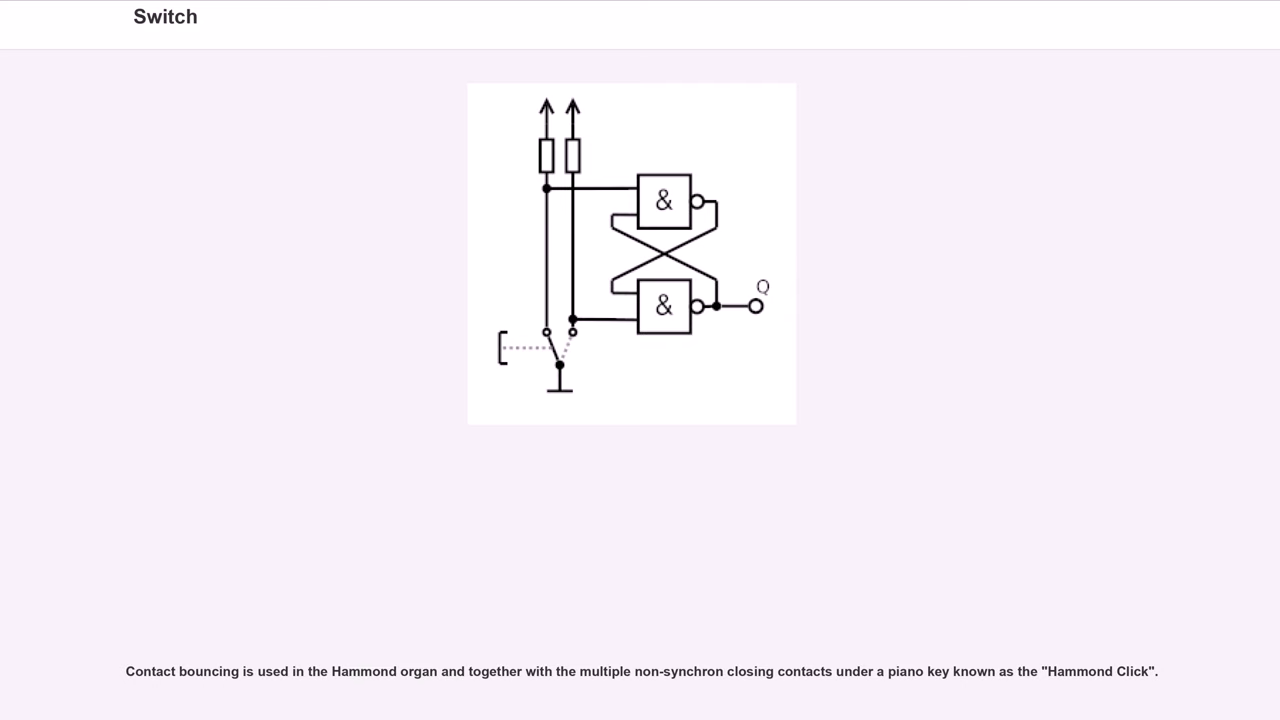 Switch
&
Q
&
Contact bouncing is used in the Hammond organ and together with the multiple non-synchron closing contacts under a piano key known as the "Hammond Click".